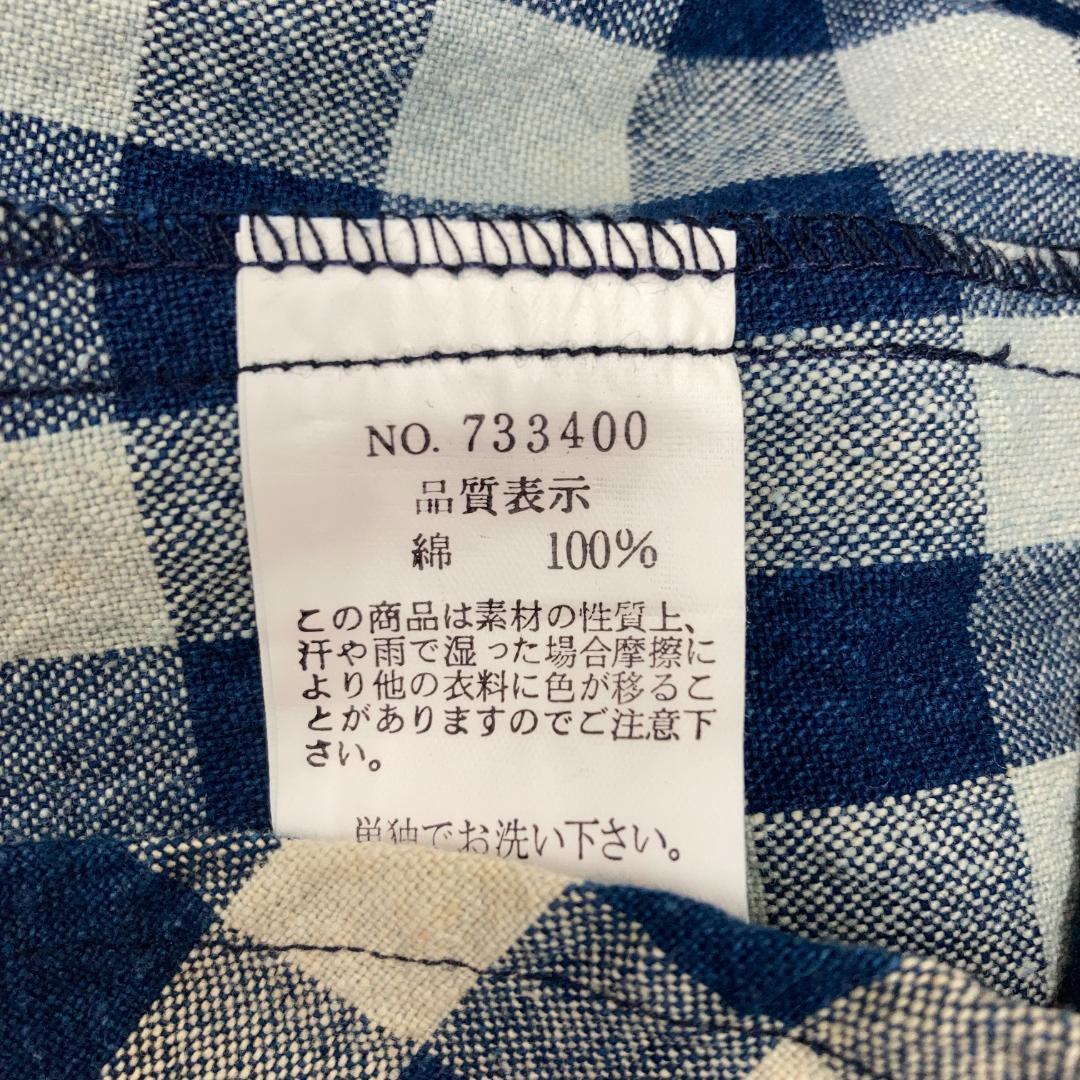 NO. 733400
品質表示
綿 100%
この商品は素材の性質上、
汗や雨で湿った場合摩擦に
より他の衣料に色が移るこ
とがありますのでご注意下
さい。
単独でお洗い下さい。